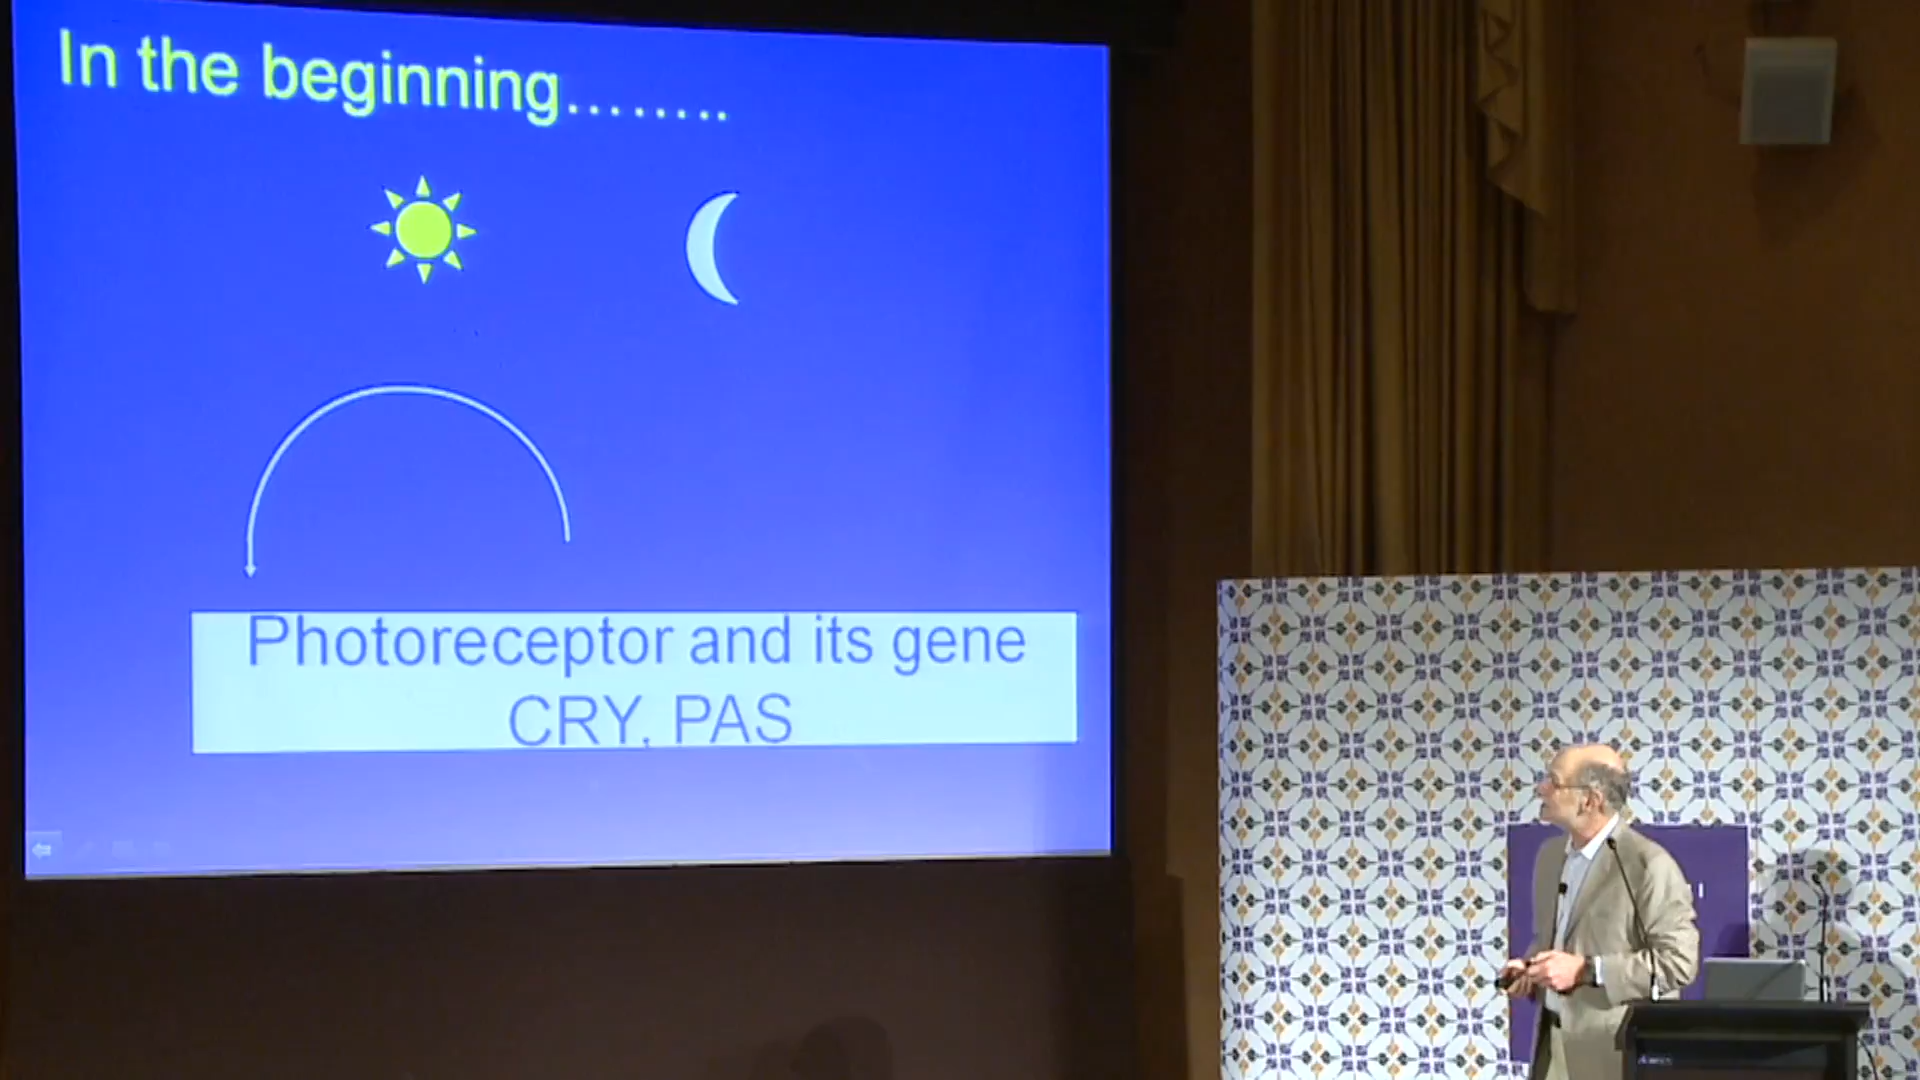 In the beginning........
Photoreceptor and its gene
CRY, PAS